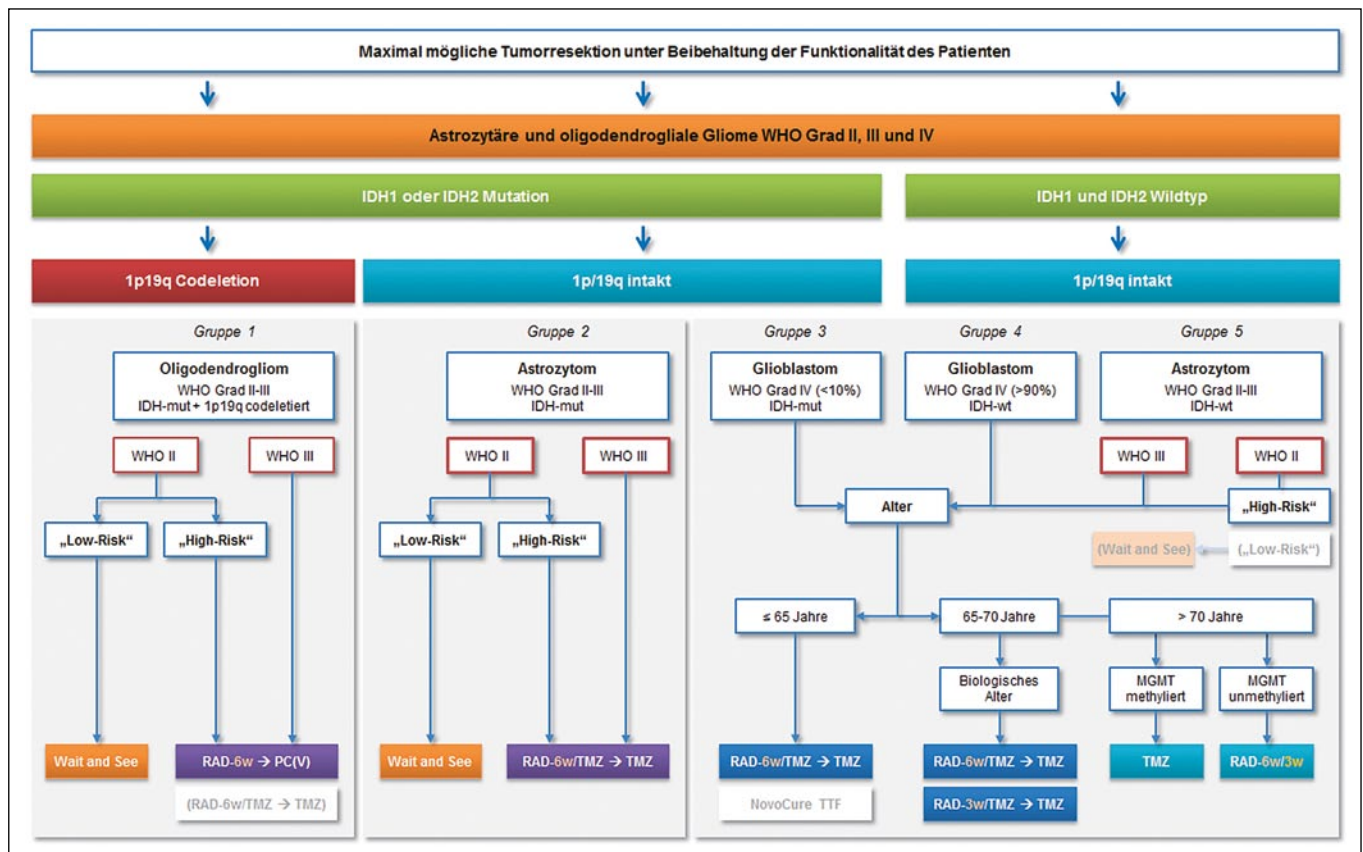 Maximal mögliche Tumorresektion unter Beibehaltung der Funktionalität des Patienten
Astrozytäre und oligodendrogliale Gliome WHO Grad II, III und IV
IDH1 oder IDH2 Mutation
IDH1 und IDH2 Wildtyp
1p19q Codeletion
1p/19q intakt
1p/19q intakt
Gruppe 1
Gruppe 2
Gruppe 3
Gruppe 4
Gruppe 5
Oligodendrogliom
WHO Grad II-III
IDH-mut + 1p19q codeletiert
Astrozytom
WHO Grad II-III
IDH-mut
Glioblastom
WHO Grad IV (<10%)
IDH-mut
Glioblastom
WHO Grad IV (>90%)
IDH-wt
Astrozytom
WHO Grad II-III
IDH-wt
WHO II
WHO III
WHO II
WHO III
WHO III
WHO II
„Low-Risk“
„High-Risk“
„Low-Risk“
„High-Risk“
Alter
„High-Risk“
(Wait and See)
(„Low-Risk“)
≤ 65 Jahre
65-70 Jahre
> 70 Jahre
Biologisches
Alter
MGMT
methyliert
MGMT
unmethyliert
Wait and See
RAD-6w → PC(V)
(RAD-6w/TMZ → TMZ)
Wait and See
RAD-6w/TMZ → TMZ
RAD-6w/TMZ → TMZ
NovoCure TTF
RAD-6w/TMZ → TMZ
RAD-3w/TMZ → TMZ
TMZ
RAD-6w/3w